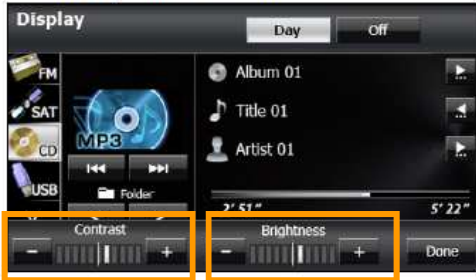 Display
Day
Off
FM
SAT
CD
USB
MP3
Folder
Album 01
Title 01
Artist 01
2' 51"
5' 22"
Contrast
− +
Brightness
− +
Done